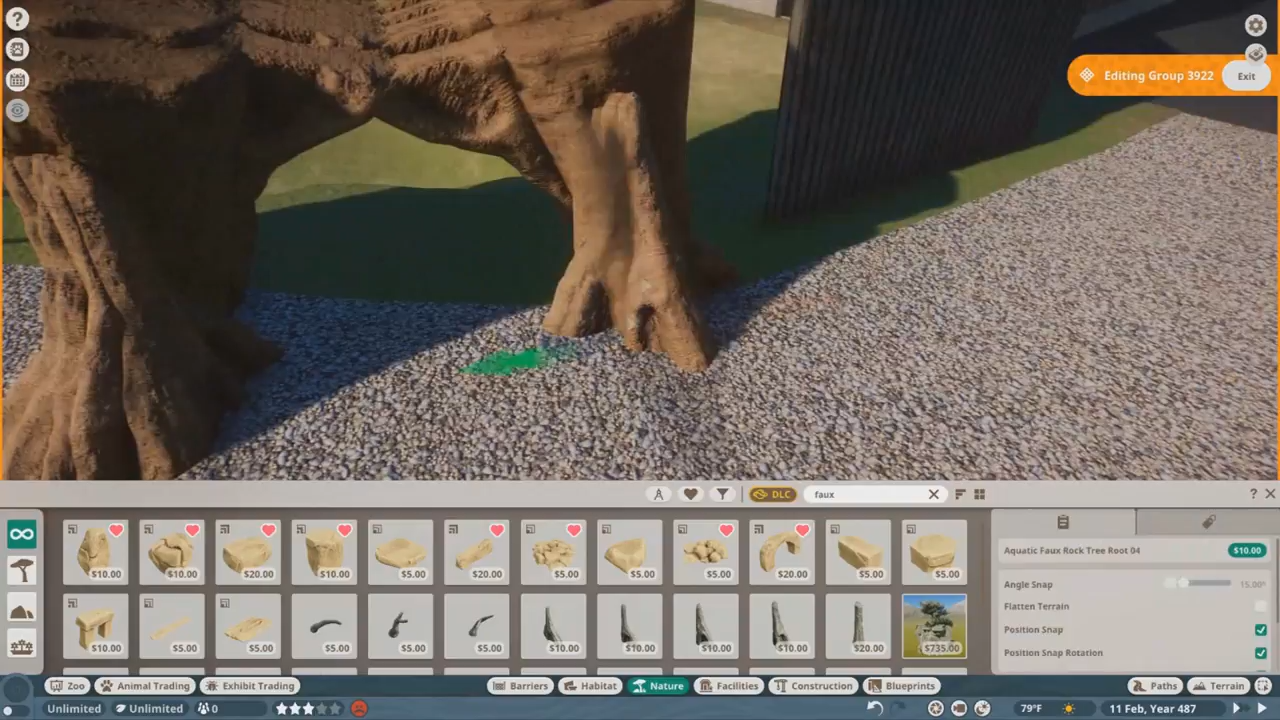 ?
Editing Group 3922 Exit
DLC faux
? X
$10.00 $10.00 $20.00 $10.00 $5.00 $20.00 $5.00 $5.00 $5.00 $20.00 $5.00 $5.00
Aquatic Faux Rock Tree Root 04 $10.00
Angle Snap 15.00°
Flatten Terrain
Position Snap
Position Snap Rotation
$10.00 $5.00 $5.00 $5.00 $5.00 $5.00 $10.00 $5.00 $10.00 $10.00 $20.00 $735.00
Zoo Animal Trading Exhibit Trading Barriers Habitat Nature Facilities Construction Blueprints Paths Terrain
Unlimited Unlimited 0 79°F 11 Feb, Year 487